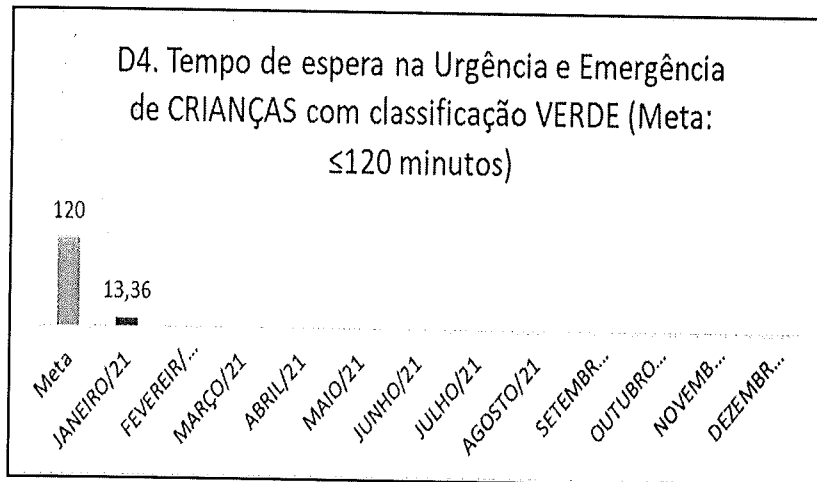 D4. Tempo de espera na Urgência e Emergência
de CRIANÇAS com classificação VERDE (Meta:
≤120 minutos)
120
13,36
Meta
JANEIRO/21
FEVEREIR/...
MARÇO/21
ABRIL/21
MAIO/21
JUNHO/21
JULHO/21
AGOSTO/21
SETEMBR...
OUTUBRO...
NOVEMB...
DEZEMBR...